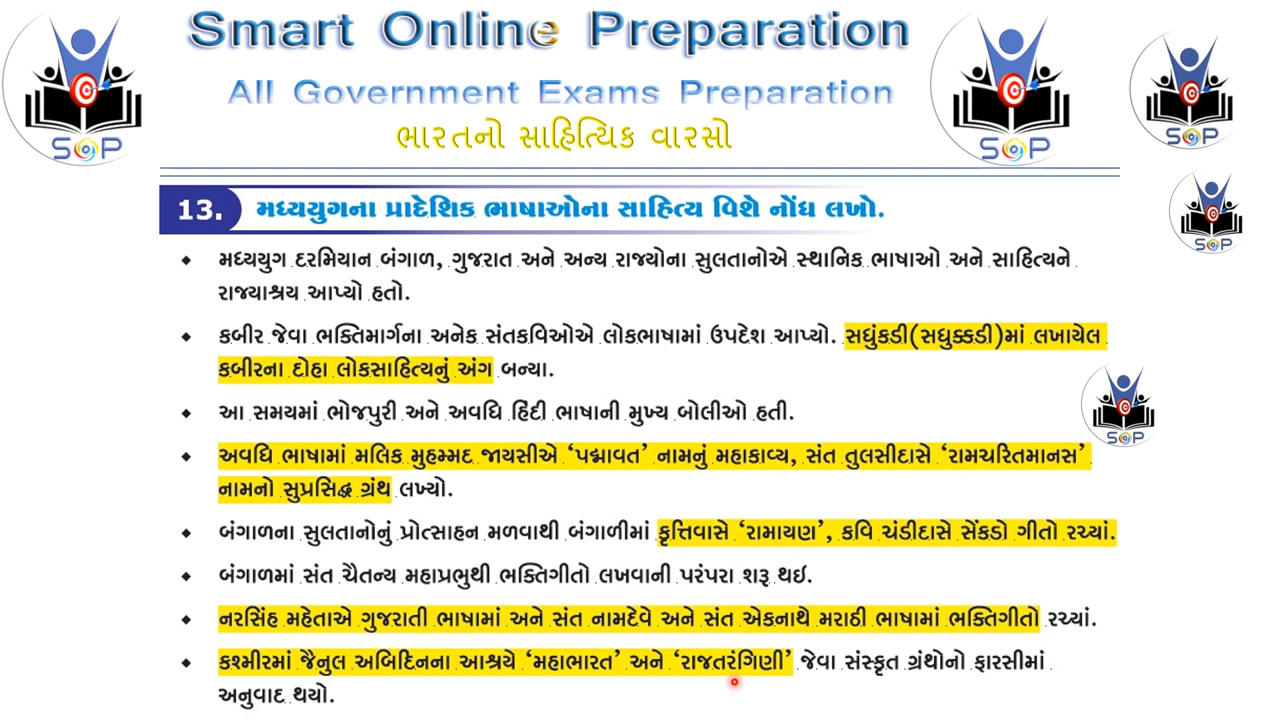 Smart Online Preparation
All Government Exams Preparation
ભારતનો સાહિત્યિક વારસો
S@P
S@P
S@P
S@P
S@P
13. મધ્યયુગના પ્રાદેશિક ભાષાઓના સાહિત્ય વિશે નોંધ લખો.
◆ મધ્યયુગ દરમિયાન બંગાળ, ગુજરાત અને અન્ય રાજ્યોના સુલતાનોએ સ્થાનિક ભાષાઓ અને સાહિત્યને
રાજ્યાશ્રય આપ્યો હતો.
◆ કબીર જેવા ભક્તિમાર્ગના અનેક સંતકવિઓએ લોકભાષામાં ઉપદેશ આપ્યો. સધુંકડી(સધુક્કડી)માં લખાયેલ
કબીરના દોહા લોકસાહિત્યનું અંગ બન્યા.
◆ આ સમયમાં ભોજપુરી અને અવધિ હિંદી ભાષાની મુખ્ય બોલીઓ હતી.
◆ અવધિ ભાષામાં મલિક મુહમ્મદ જાયસીએ ‘પદ્માવત’ નામનું મહાકાવ્ય, સંત તુલસીદાસે ‘રામચરિતમાનસ’
નામનો સુપ્રસિદ્ધ ગ્રંથ લખ્યો.
◆ બંગાળના સુલતાનોનું પ્રોત્સાહન મળવાથી બંગાળીમાં કૃત્તિવાસે ‘રામાયણ’, કવિ ચંડીદાસે સેંકડો ગીતો રચ્યાં.
◆ બંગાળમાં સંત ચૈતન્ય મહાપ્રભુથી ભક્તિગીતો લખવાની પરંપરા શરૂ થઇ.
◆ નરસિંહ મહેતાએ ગુજરાતી ભાષામાં અને સંત નામદેવે અને સંત એકનાથે મરાઠી ભાષામાં ભક્તિગીતો રચ્યાં.
◆ કશ્મીરમાં જૈનુલ અબિદિનના આશ્રયે ‘મહાભારત’ અને ‘રાજતરંગિણી’ જેવા સંસ્કૃત ગ્રંથોનો ફારસીમાં
અનુવાદ થયો.